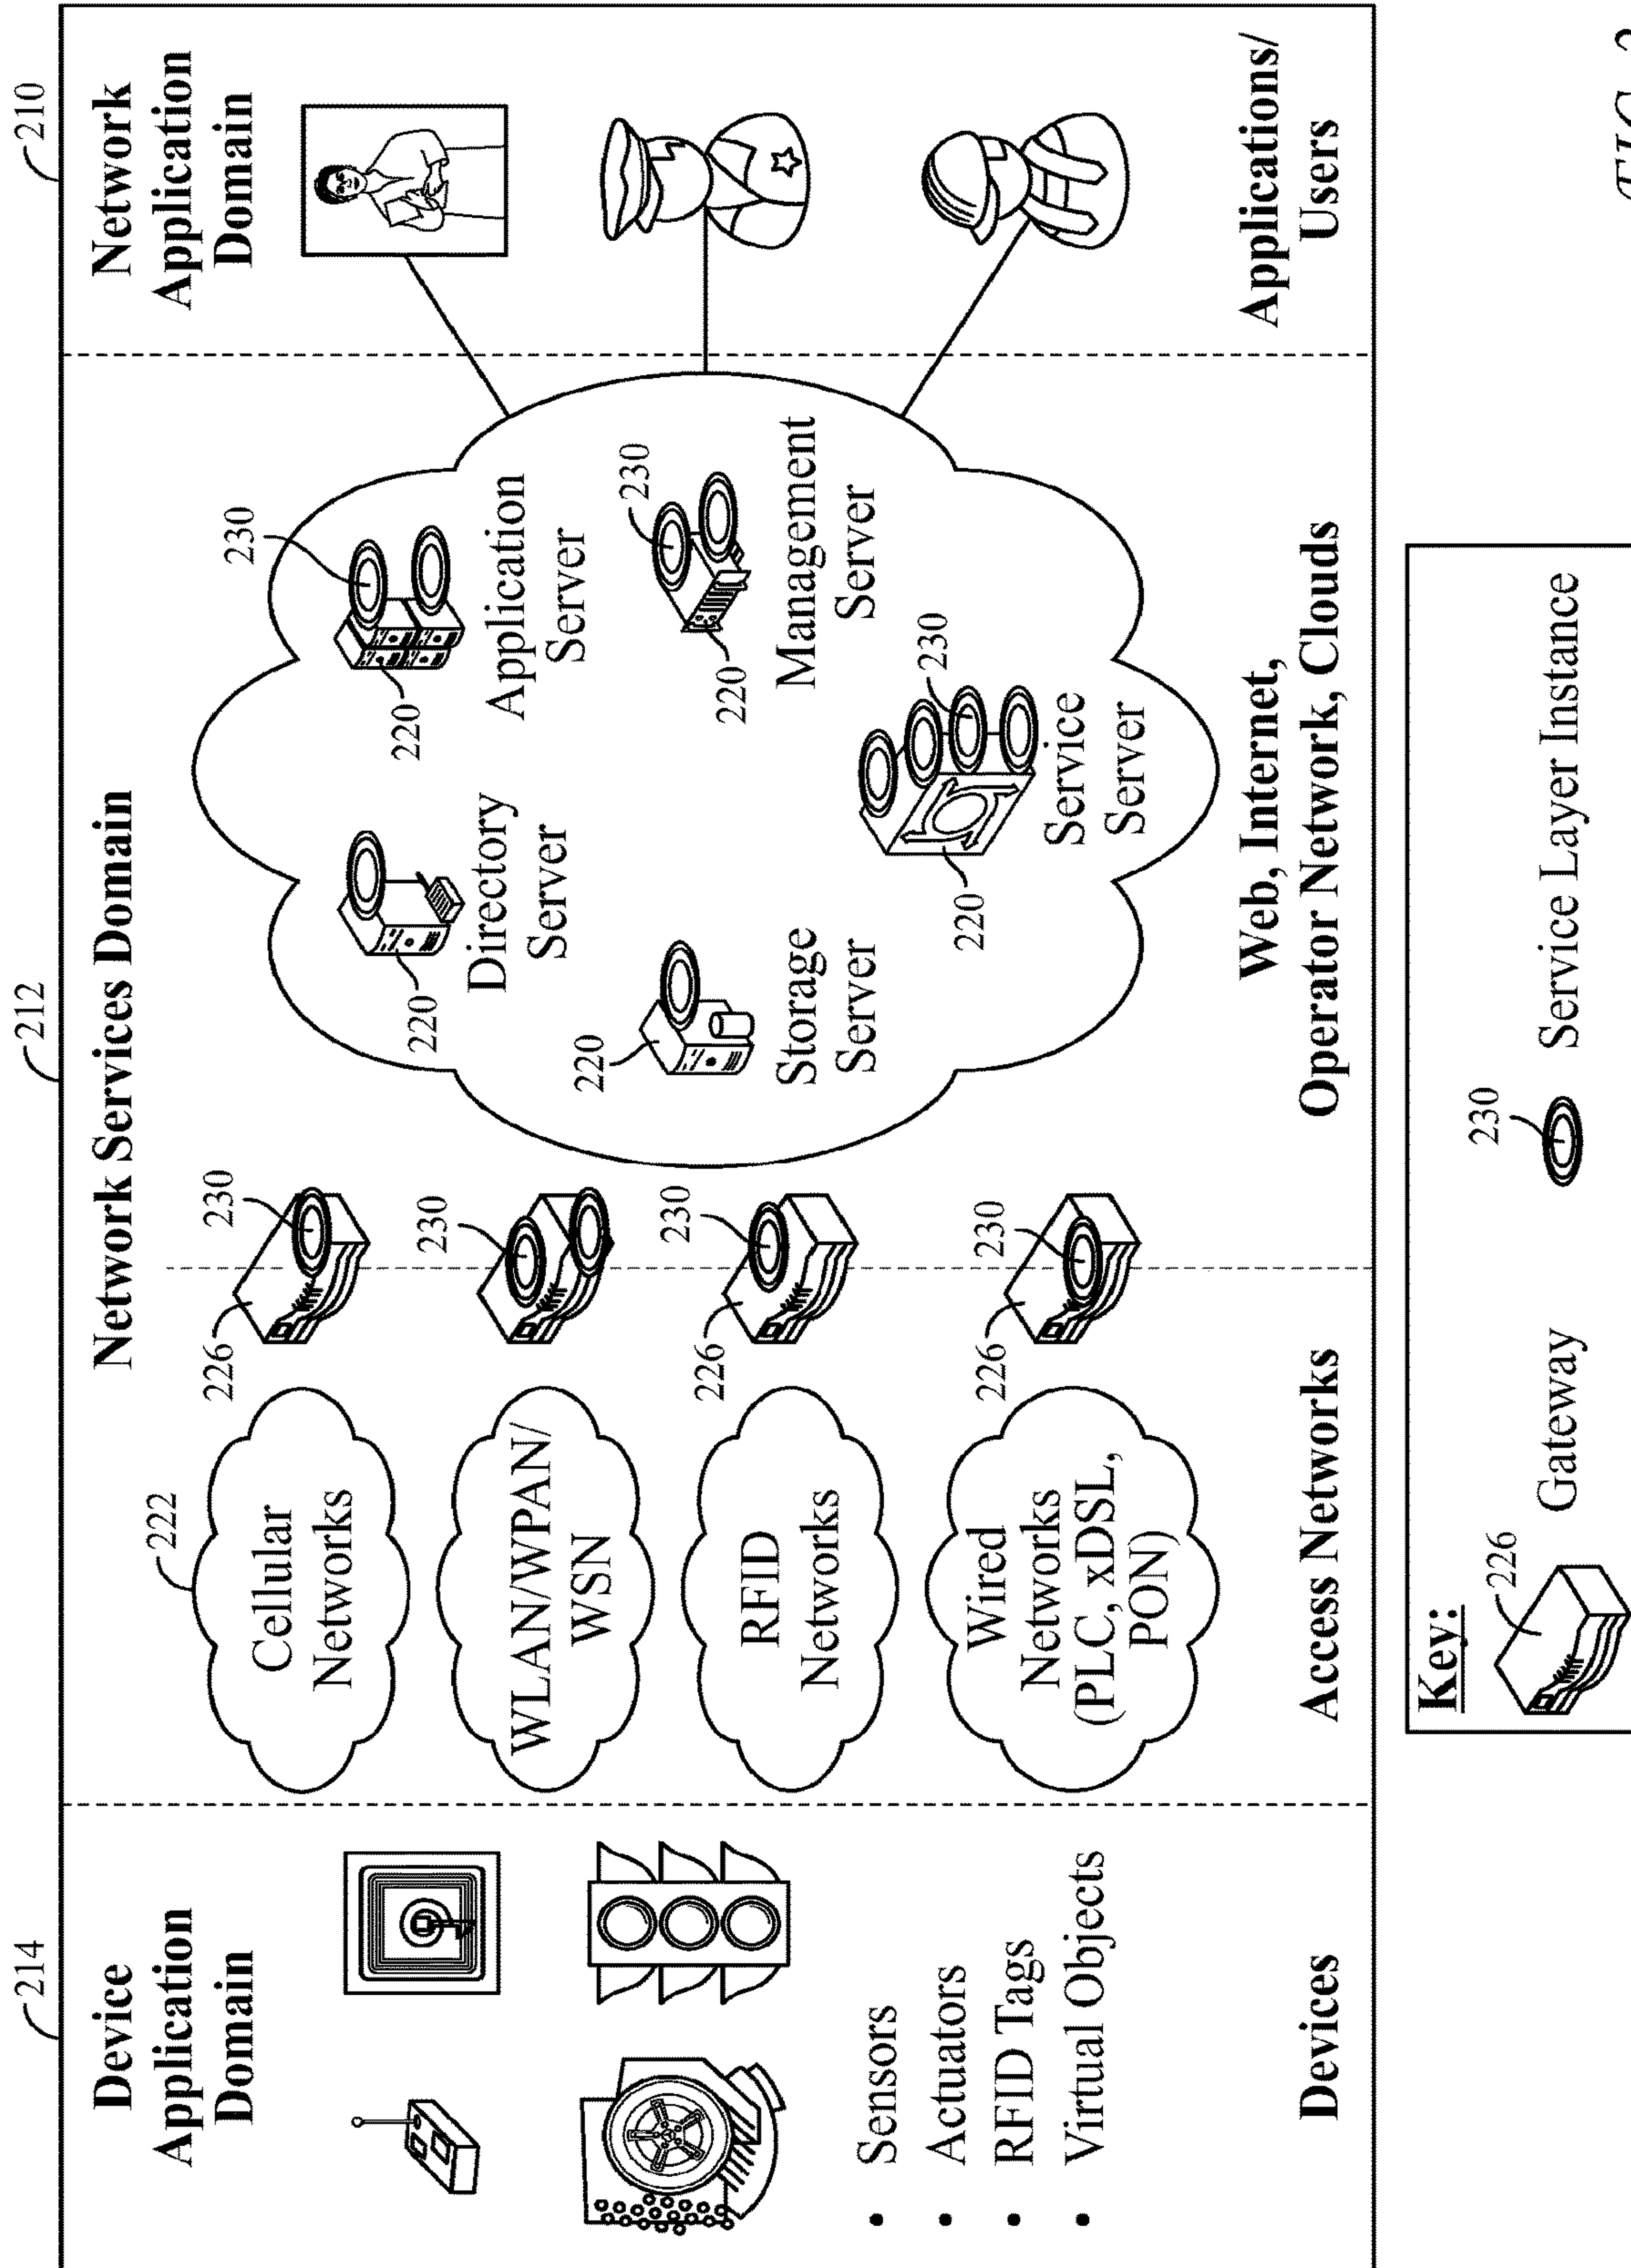 214
212
210
Device
Application
Domain
Network Services Domain
Network
Application
Domain
• Sensors
• Actuators
• RFID Tags
• Virtual Objects
Devices
222
Cellular
Networks
WLAN/WPAN/
WSN
RFID
Networks
Wired
Networks
(PLC, xDSL,
PON)
Access Networks
226
230
230
226
230
226
230
220
Directory
Server
230
220
Application
Server
220
Storage
Server
230
220
Management
Server
230
220
Service
Server
Web, Internet,
Operator Network, Clouds
Applications/
Users
Key:
226
Gateway
230
Service Layer Instance